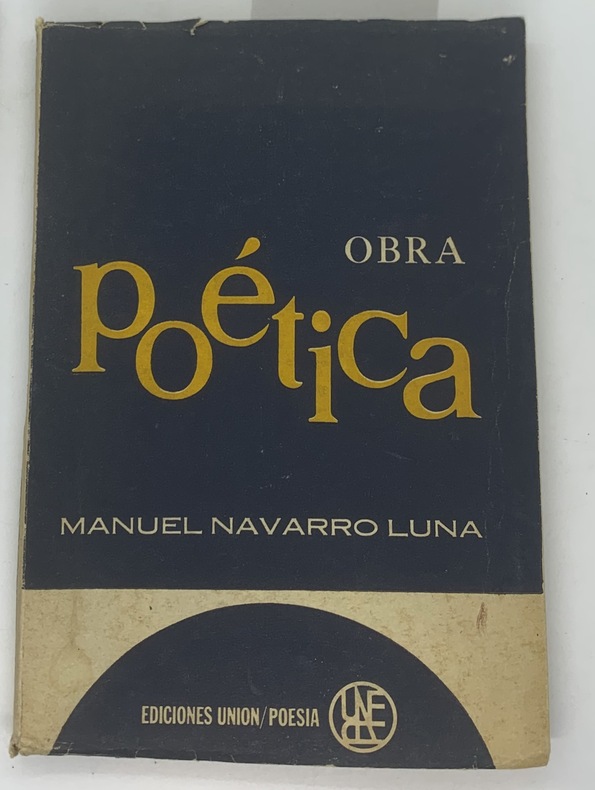 OBRA
poética
MANUEL NAVARRO LUNA
EDICIONES UNION/POESIA
UNEAC